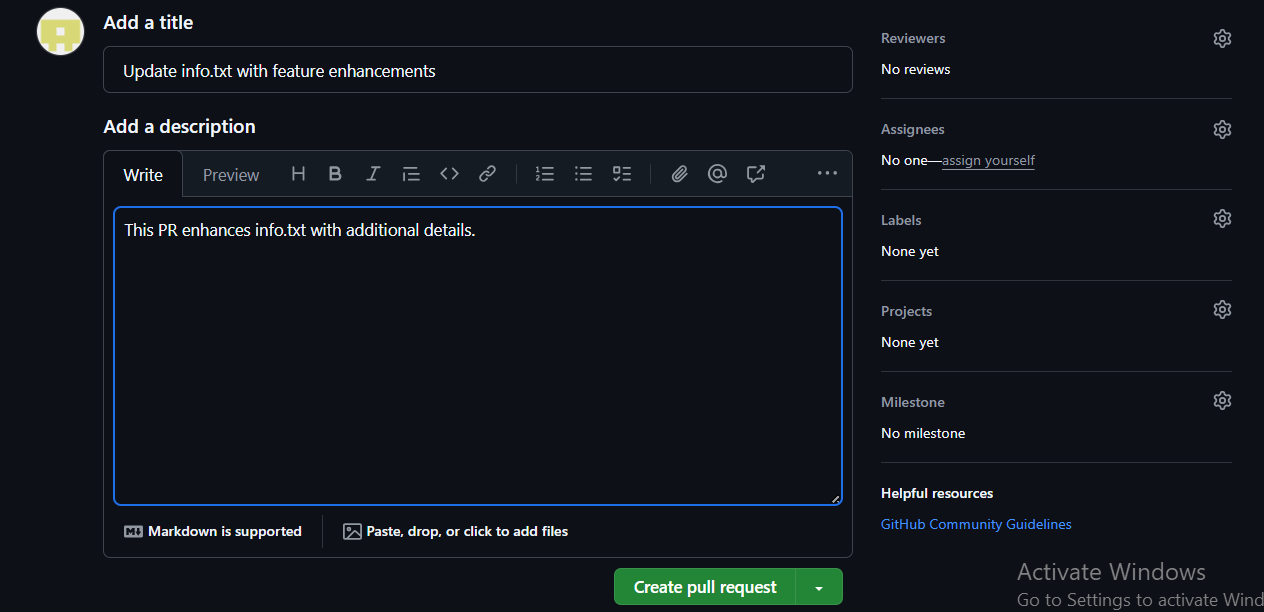 Add a title
Update info.txt with feature enhancements
Add a description
Write
Preview
This PR enhances info.txt with additional details.
Markdown is supported
Paste, drop, or click to add files
Create pull request
Reviewers
No reviews
Assignees
No one—assign yourself
Labels
None yet
Projects
None yet
Milestone
No milestone
Helpful resources
GitHub Community Guidelines
Activate Windows
Go to Settings to activate Wind